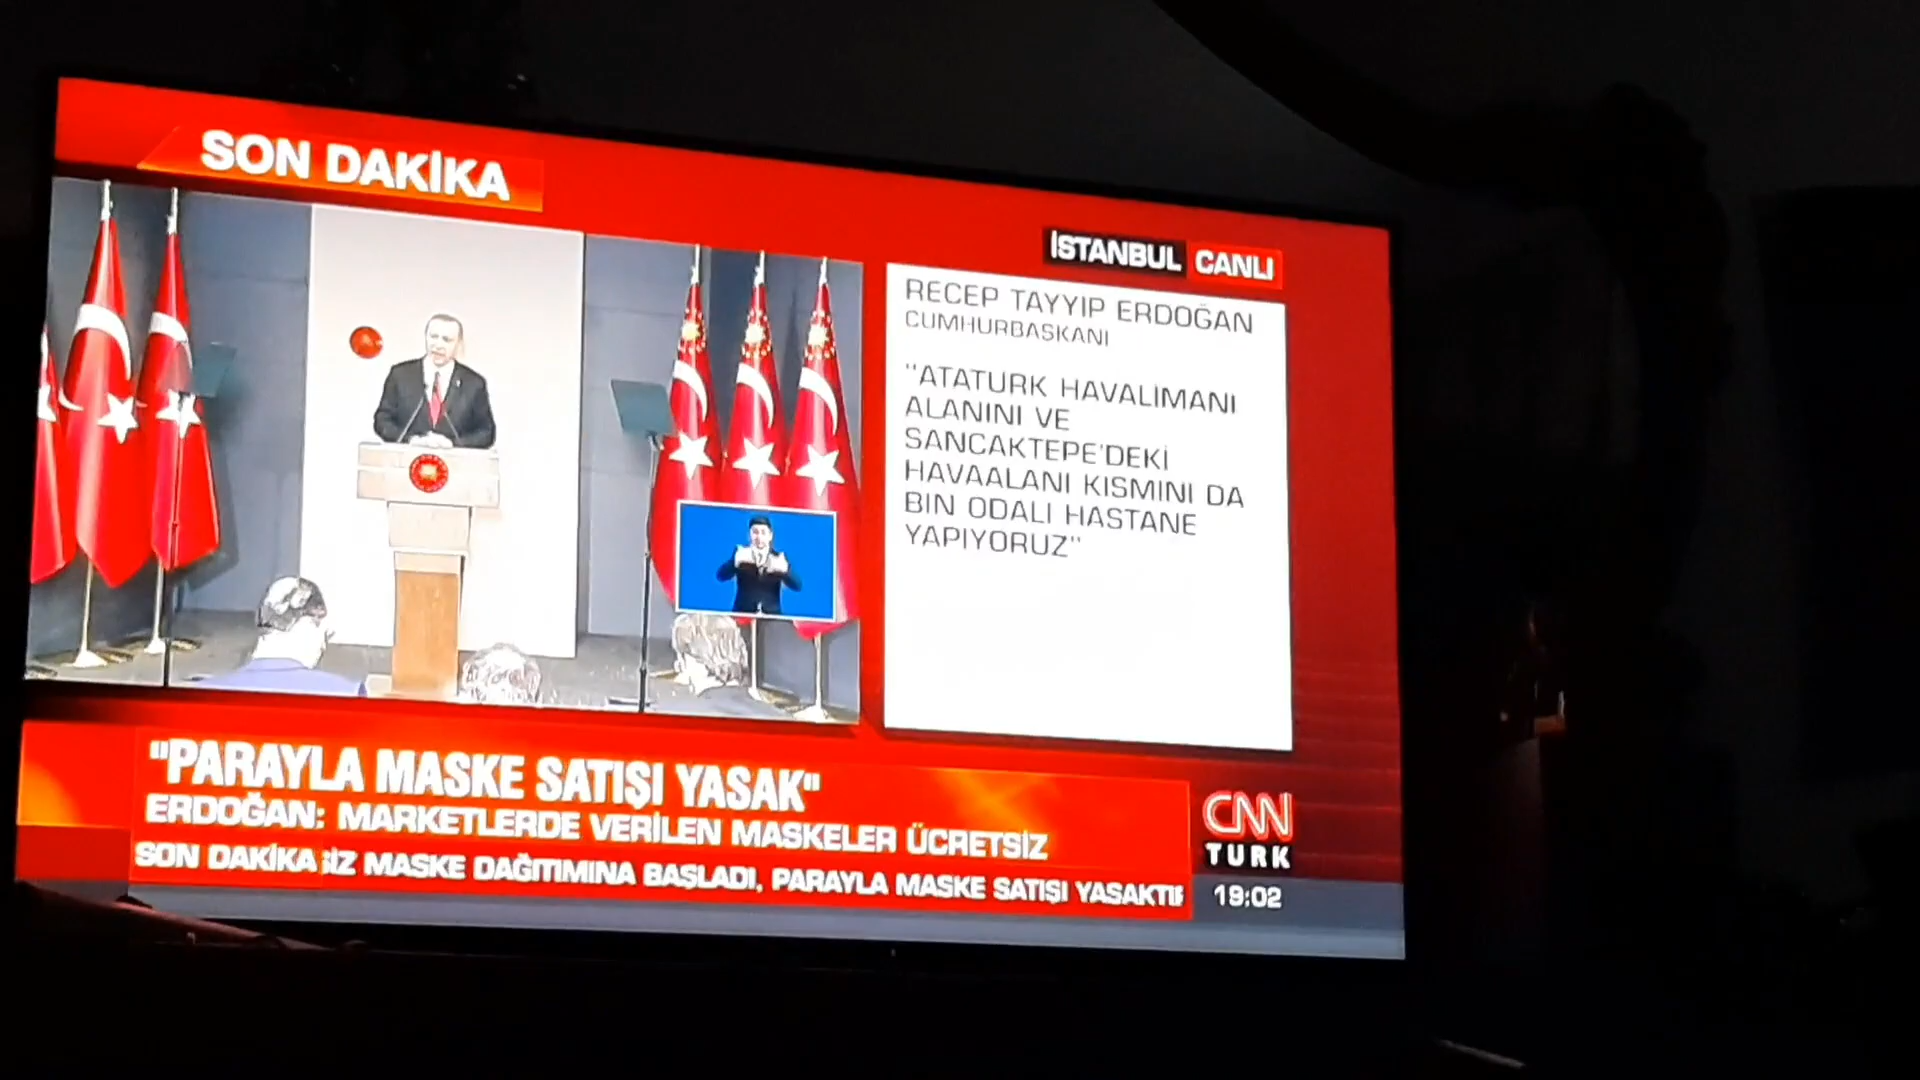 SON DAKİKA
İSTANBUL CANLI
RECEP TAYYIP ERDOĞAN
CUMHURBAŞKANI
"ATATÜRK HAVALİMANI
ALANINI VE
SANCAKTEPE'DEKİ
HAVAALANI KISMINI DA
BİN ODALI HASTANE
YAPIYORUZ"
"PARAYLA MASKE SATIŞI YASAK"
ERDOĞAN: MARKETLERDE VERİLEN MASKELER ÜCRETSİZ
SON DAKİKA İZ MASKE DAĞITIMINA BAŞLADI, PARAYLA MASKE SATIŞI YASAKTI
CNN
TURK
19:02